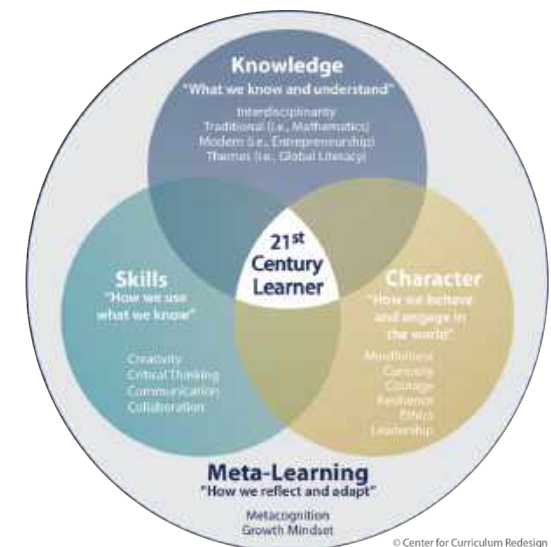 Knowledge
"What we know and understand"
Interdisciplinarity
Traditional (i.e., Mathematics)
Modern (i.e., Entrepreneurship)
Themes (i.e., Global Literacy)
21st
Century
Learner
Skills
"How we use
what we know"
Creativity
Critical Thinking
Communication
Collaboration
Character
"How we behave
and engage in
the world"
Mindfulness
Curiosity
Courage
Resilience
Ethics
Leadership
Meta-Learning
"How we reflect and adapt"
Metacognition
Growth Mindset
© Center for Curriculum Redesign